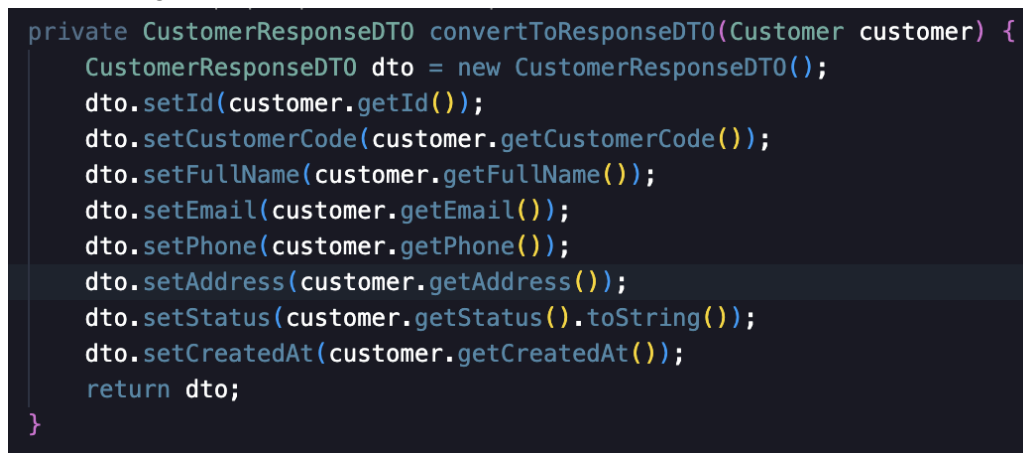 private CustomerResponseDTO convertToResponseDTO(Customer customer) {
    CustomerResponseDTO dto = new CustomerResponseDTO();
    dto.setId(customer.getId());
    dto.setCustomerCode(customer.getCustomerCode());
    dto.setFullName(customer.getFullName());
    dto.setEmail(customer.getEmail());
    dto.setPhone(customer.getPhone());
    dto.setAddress(customer.getAddress());
    dto.setStatus(customer.getStatus().toString());
    dto.setCreatedAt(customer.getCreatedAt());
    return dto;
}